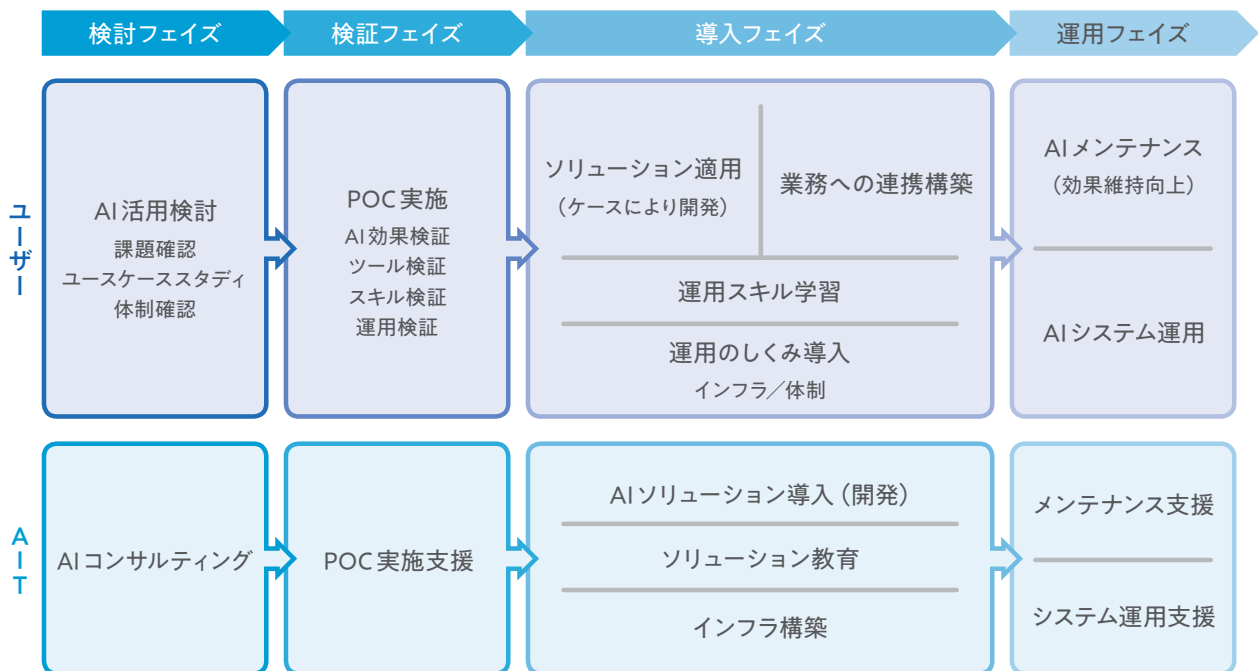 検討フェイズ
検証フェイズ
導入フェイズ
運用フェイズ
ユーザー
AI活用検討
課題確認
ユースケーススタディ
体制確認
POC実施
AI効果検証
ツール検証
スキル検証
運用検証
ソリューション適用
（ケースにより開発）
業務への連携構築
運用スキル学習
運用のしくみ導入
インフラ／体制
AIメンテナンス
（効果維持向上）
AIシステム運用
AIT
AIコンサルティング
POC実施支援
AIソリューション導入（開発）
ソリューション教育
インフラ構築
メンテナンス支援
システム運用支援